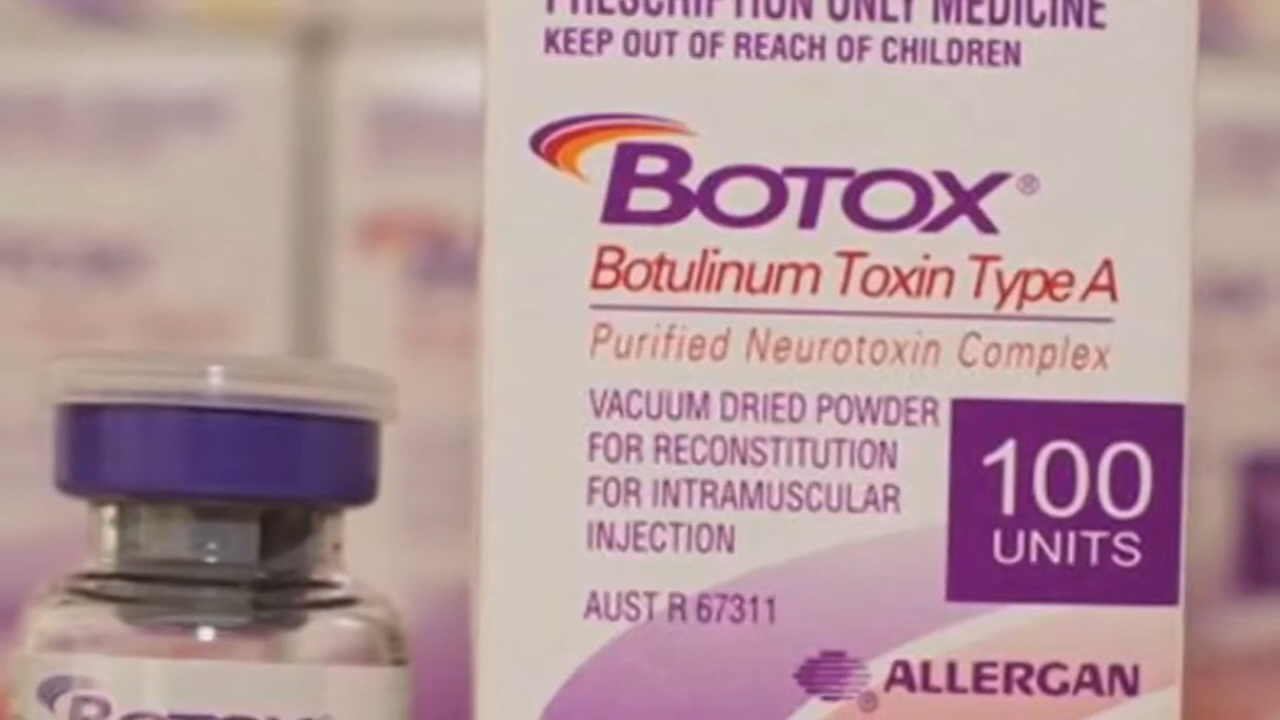 PRESCRIPTION ONLY MEDICINE
KEEP OUT OF REACH OF CHILDREN
BOTOX®
Botulinum Toxin Type A
Purified Neurotoxin Complex
VACUUM DRIED POWDER
FOR RECONSTITUTION
FOR INTRAMUSCULAR
INJECTION
100
UNITS
AUST R 67311
ALLERGAN
BOTOX